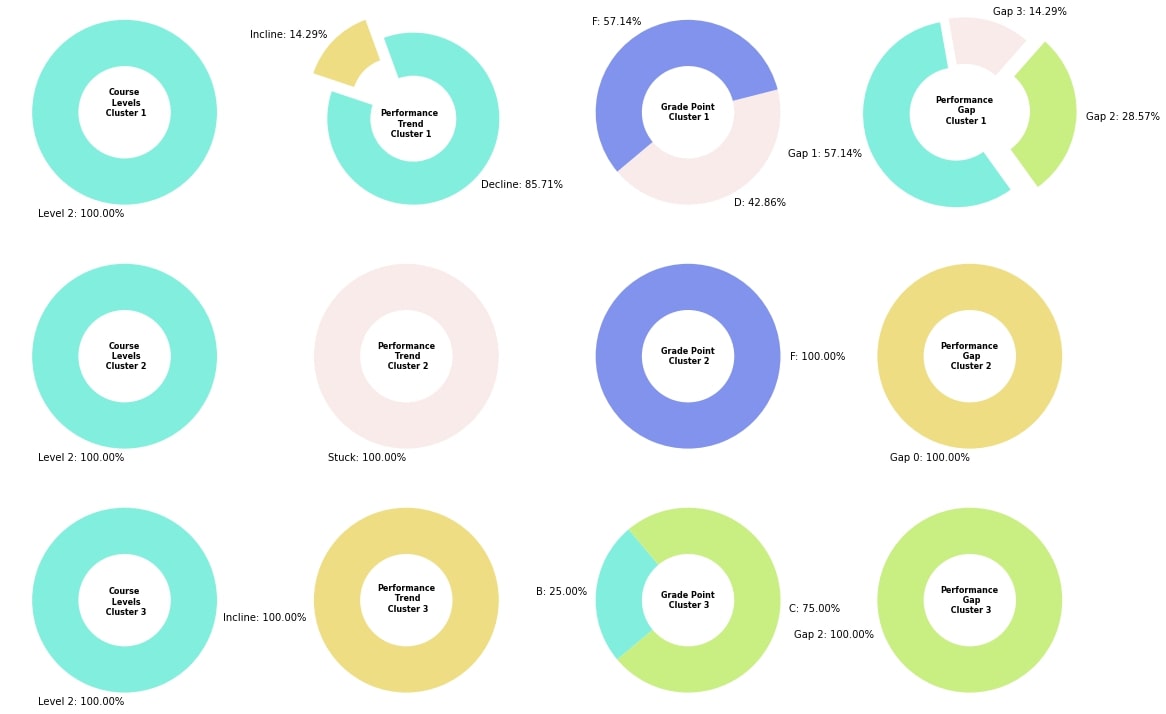 Incline: 14.29%
F: 57.14%
Gap 3: 14.29%
Course
Levels
Cluster 1
Performance
Trend
Cluster 1
Grade Point
Cluster 1
Performance
Gap
Cluster 1
Gap 2: 28.57%
Gap 1: 57.14%
Decline: 85.71%
D: 42.86%
Level 2: 100.00%
Course
Levels
Cluster 2
Performance
Trend
Cluster 2
Grade Point
Cluster 2
F: 100.00%
Performance
Gap
Cluster 2
Level 2: 100.00%
Stuck: 100.00%
Gap 0: 100.00%
Course
Levels
Cluster 3
Incline: 100.00%
Performance
Trend
Cluster 3
B: 25.00%
Grade Point
Cluster 3
C: 75.00%
Gap 2: 100.00%
Performance
Gap
Cluster 3
Level 2: 100.00%